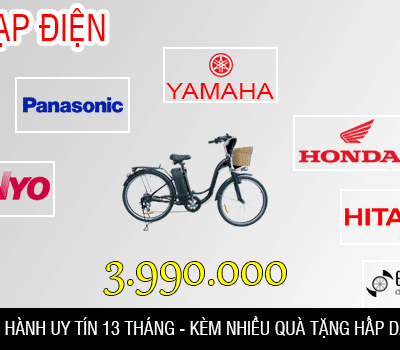 ẠP ĐIỆN
YAMAHA
Panasonic
HONDA
NYO
HITA
3.990.000
HÀNH UY TÍN 13 THÁNG - KÈM NHIỀU QUÀ TẶNG HẤP D